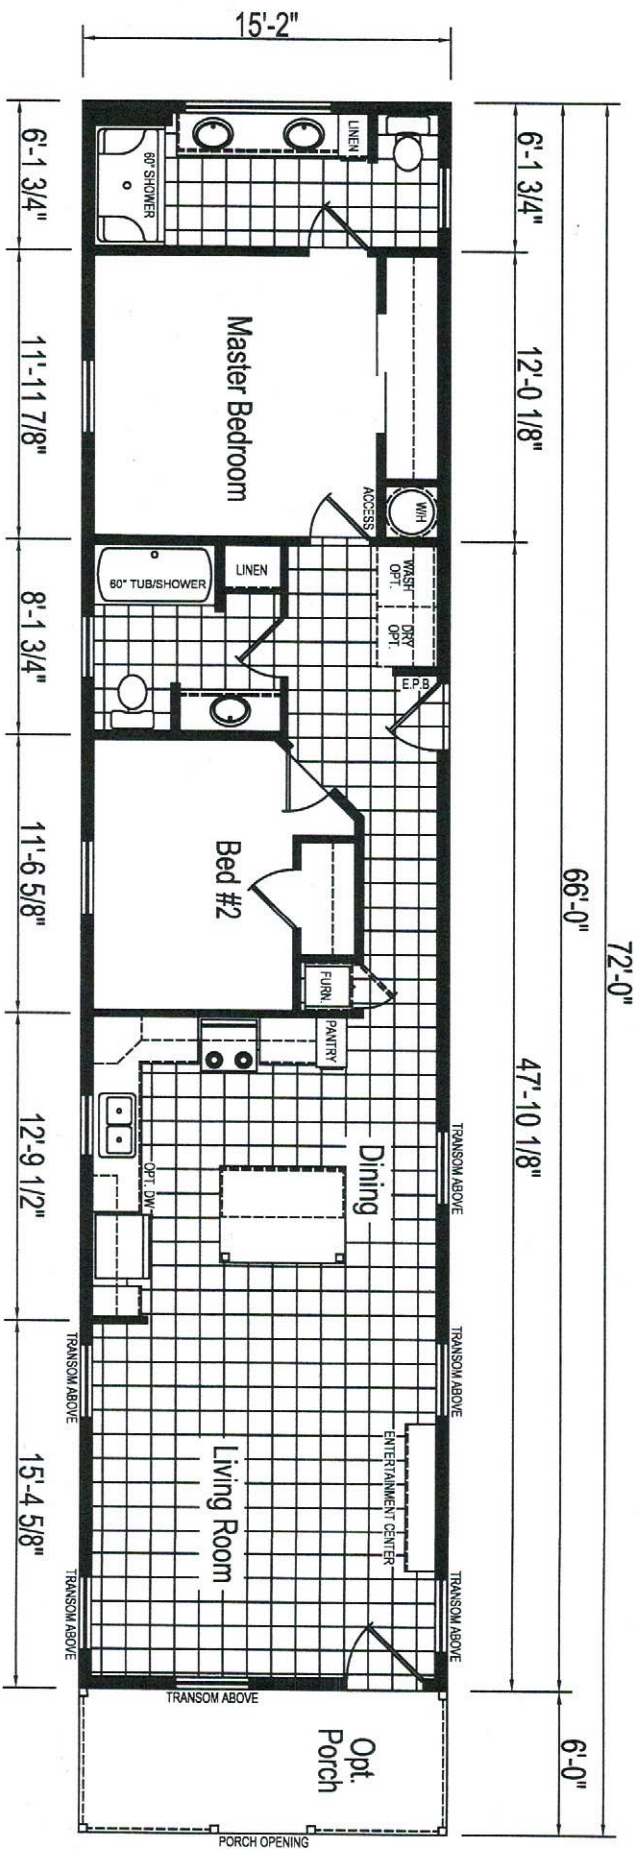 15'-2"
72'-0"
66'-0"
6'-0"
6'-1 3/4"
12'-0 1/8"
47'-10 1/8"
TRANSOM ABOVE
TRANSOM ABOVE
TRANSOM ABOVE
LINEN
60" SHOWER
Master Bedroom
W/H
ACCESS
WASH
OPT.
DRY
OPT.
E.P.B
LINEN
60" TUB/SHOWER
Bed #2
FURN.
PANTRY
Dining
OPT. DW
ENTERTAINMENT CENTER
Living Room
TRANSOM ABOVE
Opt.
Porch
PORCH OPENING
TRANSOM ABOVE
TRANSOM ABOVE
6'-1 3/4"
11'-11 7/8"
8'-1 3/4"
11'-6 5/8"
12'-9 1/2"
15'-4 5/8"